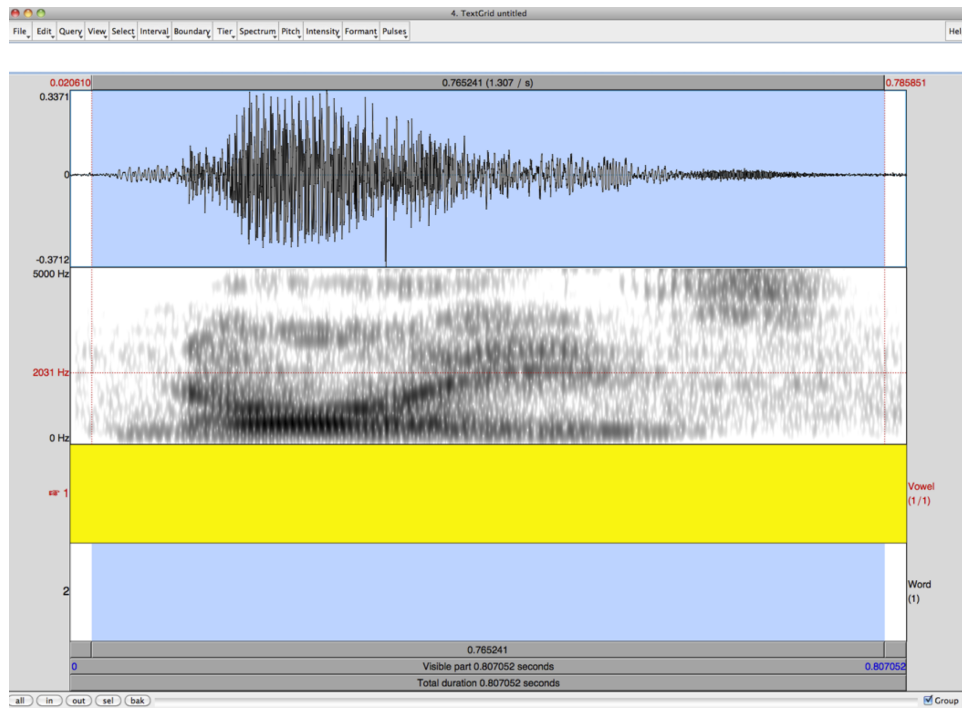 4. TextGrid untitled
File Edit Query View Select Interval Boundary Tier Spectrum Pitch Intensity Formant Pulses Hel
0.020610 0.765241 (1.307 / s) 0.785851
0.3371
0
-0.3712
5000 Hz
2031 Hz
0 Hz
1 Vowel
(1/1)
2 Word
(1)
0.765241
0 Visible part 0.807052 seconds 0.807052
Total duration 0.807052 seconds
all in out sel bak Group